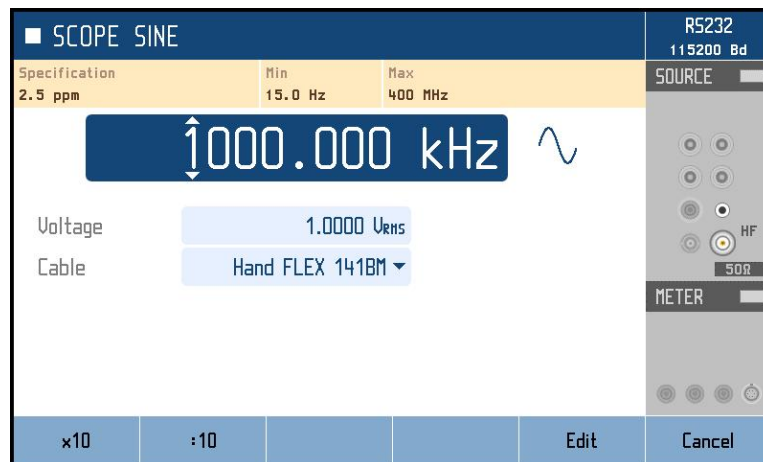 SCOPE SINE
RS232
115200 Bd
Specification Min Max
2.5 ppm 15.0 Hz 400 MHz
SOURCE
1000.000 kHz
Voltage 1.0000 VRMS
HF
Cable Hand FLEX 141BM
50Ω
METER
x10 :10 Edit Cancel